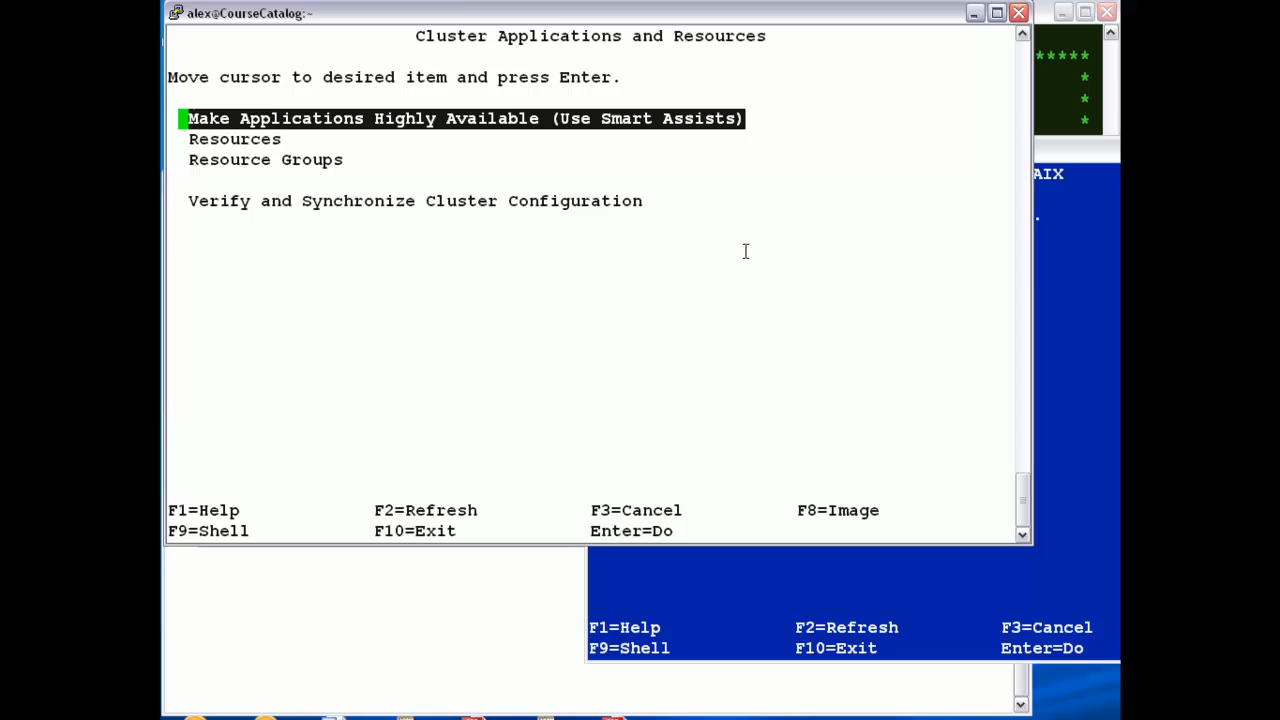 alex@CourseCatalog:~
Cluster Applications and Resources
Move cursor to desired item and press Enter.
Make Applications Highly Available (Use Smart Assists)
Resources
Resource Groups
Verify and Synchronize Cluster Configuration
F1=Help F2=Refresh F3=Cancel F8=Image
F9=Shell F10=Exit Enter=Do
*****
*
*
*
AIX
.
F1=Help F2=Refresh F3=Cancel
F9=Shell F10=Exit Enter=Do